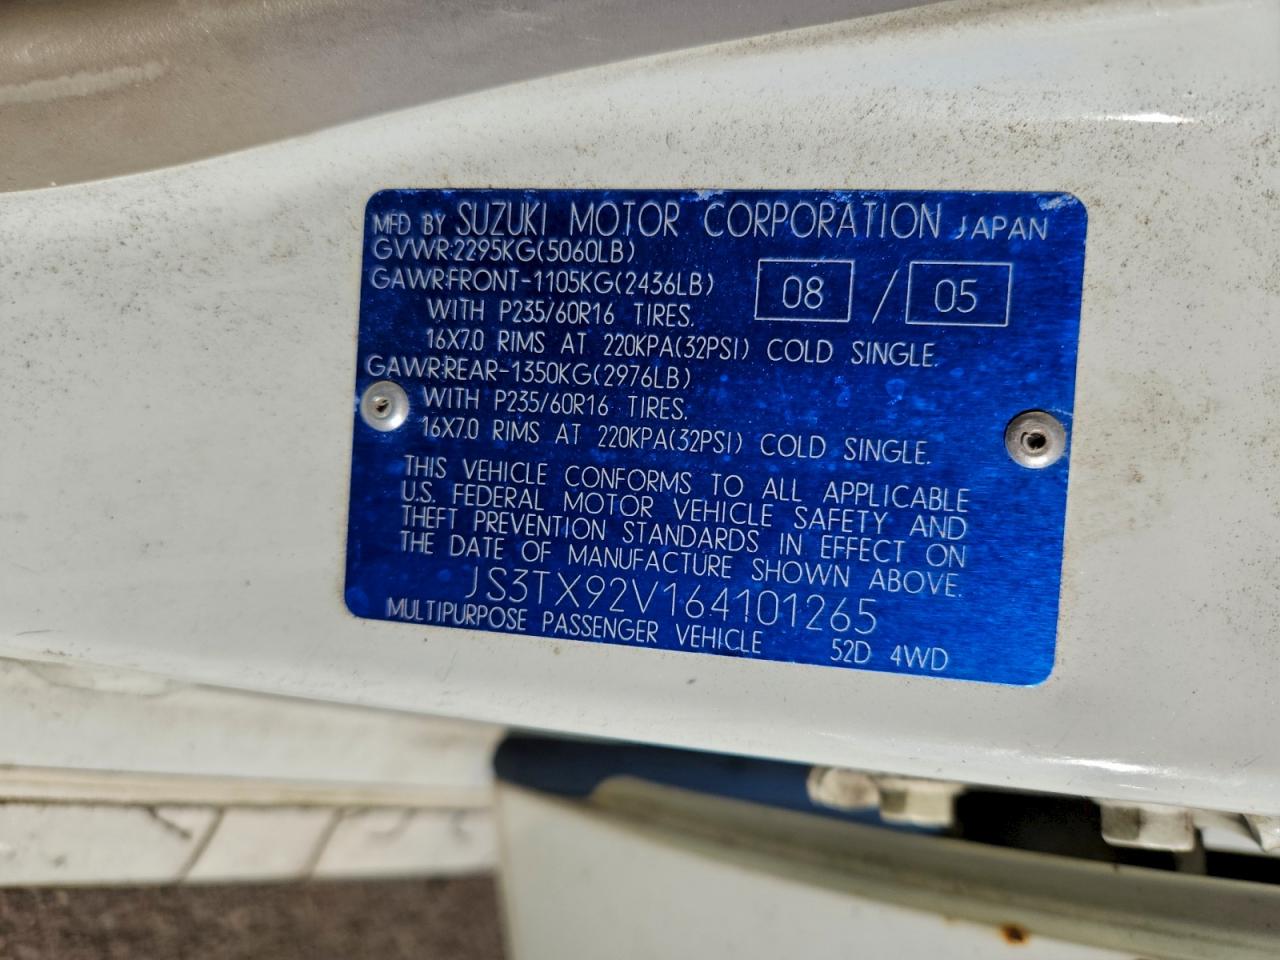 MFD BY SUZUKI MOTOR CORPORATION JAPAN
GVWR:2295KG(5060LB)
GAWR:FRONT-1105KG(2436LB)
08 / 05
WITH P235/60R16 TIRES.
16X7.0 RIMS AT 220KPA(32PSI) COLD SINGLE.
GAWR:REAR-1350KG(2976LB)
WITH P235/60R16 TIRES.
16X7.0 RIMS AT 220KPA(32PSI) COLD SINGLE.
THIS VEHICLE CONFORMS TO ALL APPLICABLE
U.S. FEDERAL MOTOR VEHICLE SAFETY AND
THEFT PREVENTION STANDARDS IN EFFECT ON
THE DATE OF MANUFACTURE SHOWN ABOVE.
JS3TX92V164101265
MULTIPURPOSE PASSENGER VEHICLE 52D 4WD